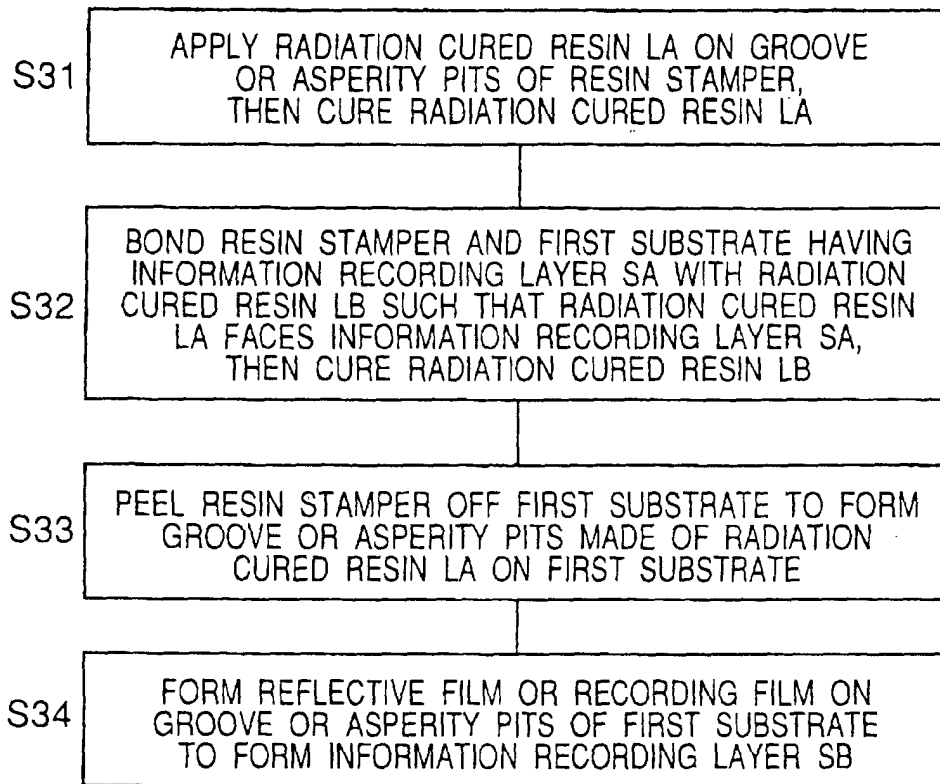 S31
APPLY RADIATION CURED RESIN LA ON GROOVE
OR ASPERITY PITS OF RESIN STAMPER,
THEN CURE RADIATION CURED RESIN LA
S32
BOND RESIN STAMPER AND FIRST SUBSTRATE HAVING
INFORMATION RECORDING LAYER SA WITH RADIATION
CURED RESIN LB SUCH THAT RADIATION CURED RESIN
LA FACES INFORMATION RECORDING LAYER SA,
THEN CURE RADIATION CURED RESIN LB
S33
PEEL RESIN STAMPER OFF FIRST SUBSTRATE TO FORM
GROOVE OR ASPERITY PITS MADE OF RADIATION
CURED RESIN LA ON FIRST SUBSTRATE
S34
FORM REFLECTIVE FILM OR RECORDING FILM ON
GROOVE OR ASPERITY PITS OF FIRST SUBSTRATE
TO FORM INFORMATION RECORDING LAYER SB